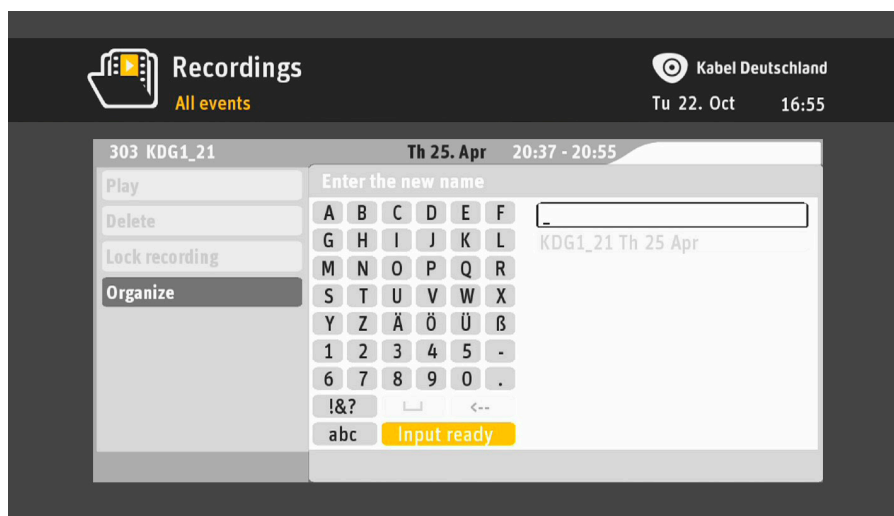 Recordings
All events
Kabel Deutschland
Tu 22. Oct 16:55
303 KDG1_21 Th 25. Apr 20:37 - 20:55
Play
Delete
Lock recording
Organize
Enter the new name
A B C D E F
G H I J K L
M N O P Q R
S T U V W X
Y Z Ä Ö Ü ß
1 2 3 4 5 -
6 7 8 9 0 .
!&? <--
abc Input ready
_
KDG1_21 Th 25 Apr